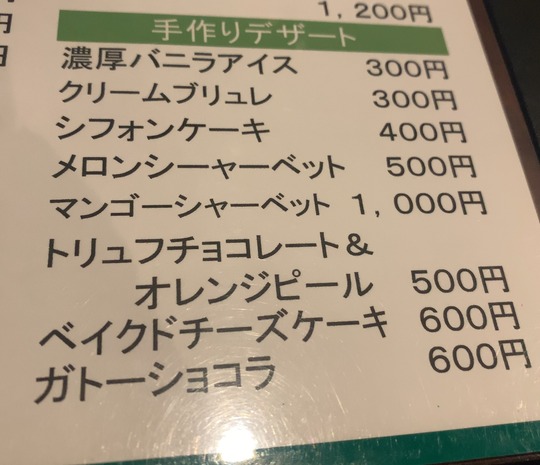 1，200円
手作りデザート
濃厚バニラアイス 300円
クリームブリュレ 300円
シフォンケーキ 400円
メロンシーャーベット 500円
マンゴーシャーベット 1，000円
トリュフチョコレート＆
オレンジピール 500円
ベイクドチーズケーキ 600円
ガトーショコラ 600円
円
円